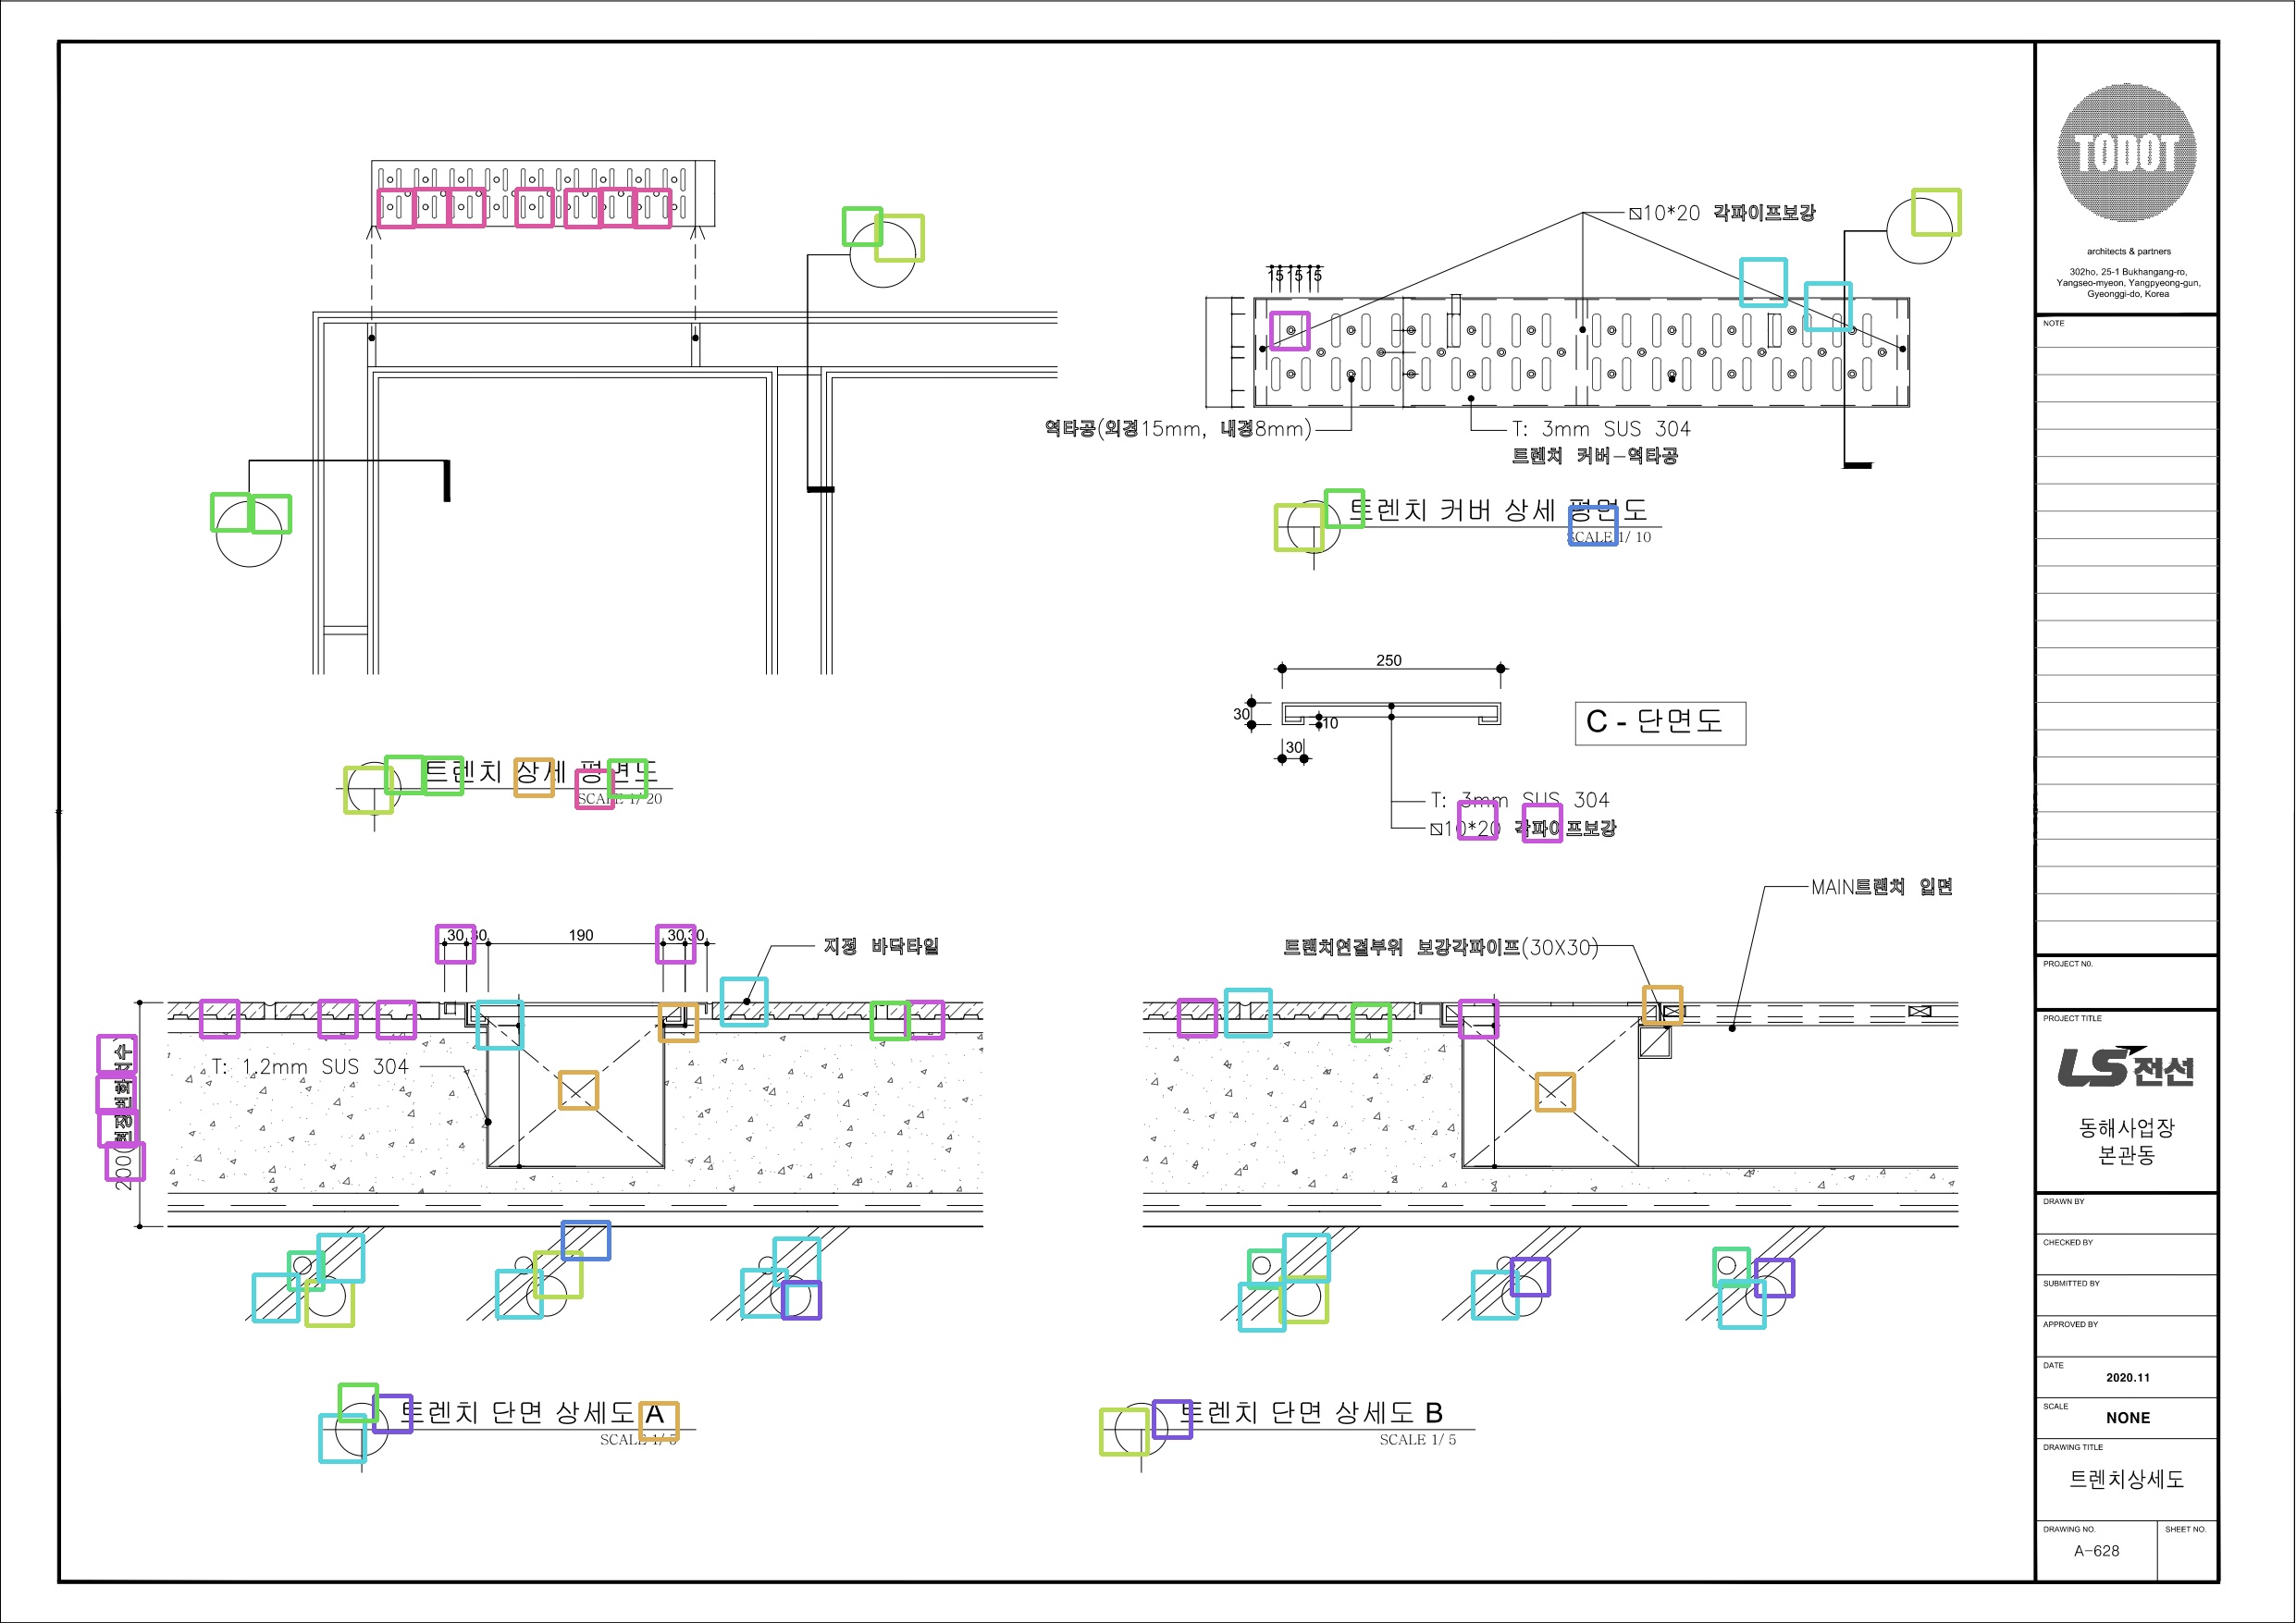 □10*20 각파이프보강
15 15 15
역타공(외경15mm, 내경8mm)
T: 3mm SUS 304
트렌치 커버-역타공
트렌치 커버 상세 평면도
SCALE 1/ 10
250
30
10
30
C - 단면도
T: 3mm SUS 304
□10*20 각파이프보강
트렌치 상세 평면도
SCALE 1/ 20
30 30 190 30 30
지정 바닥타일
T: 1.2mm SUS 304
트렌치 단면 상세도 A
SCALE 1/ 5
MAIN트렌치 입면
트렌치연결부위 보강각파이프(30X30)
트렌치 단면 상세도 B
SCALE 1/ 5
TODOT
architects & partners
302ho, 25-1 Bukhangang-ro,
Yangseo-myeon, Yangpyeong-gun,
Gyeonggi-do, Korea
NOTE
PROJECT NO.
PROJECT TITLE
LS전선
동해사업장
본관동
DRAWN BY
CHECKED BY
SUBMITTED BY
APPROVED BY
DATE
2020.11
SCALE
NONE
DRAWING TITLE
트렌치상세도
DRAWING NO.
SHEET NO.
A-628